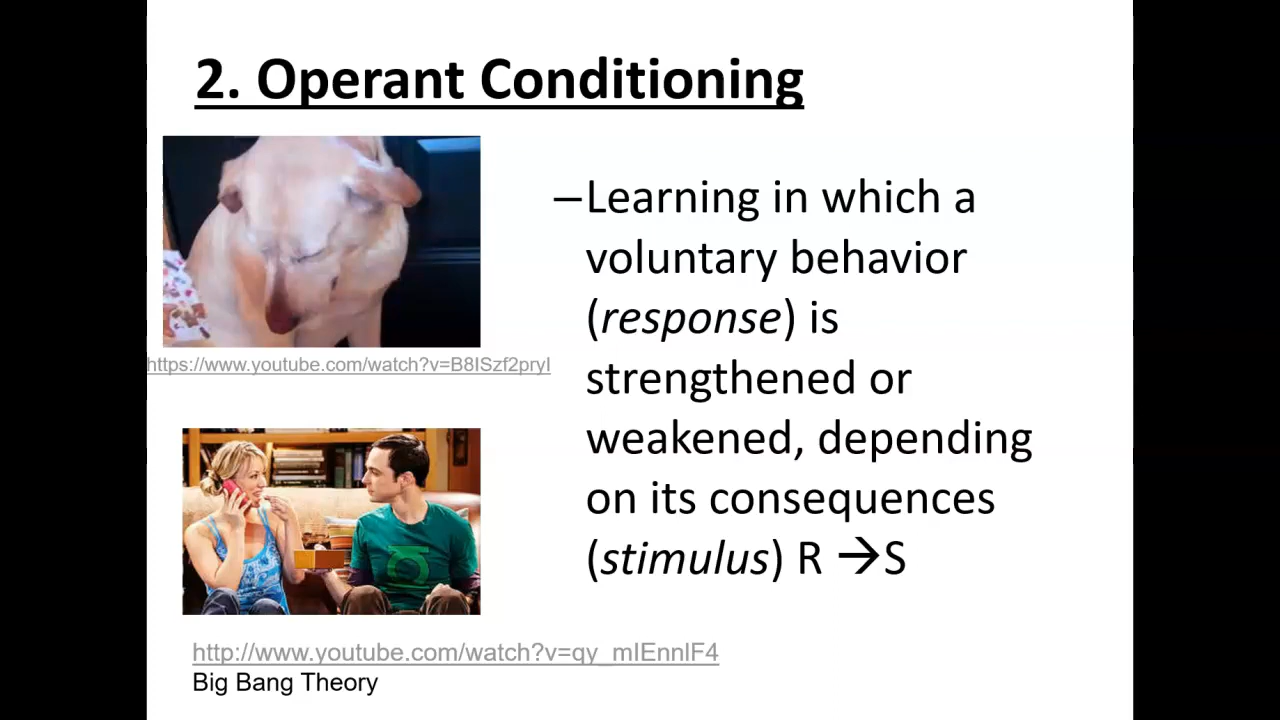 2. Operant Conditioning
–Learning in which a
voluntary behavior
(response) is
strengthened or
weakened, depending
on its consequences
(stimulus) R →S
https://www.youtube.com/watch?v=B8ISzf2pryI
http://www.youtube.com/watch?v=qy_mIEnnlF4
Big Bang Theory